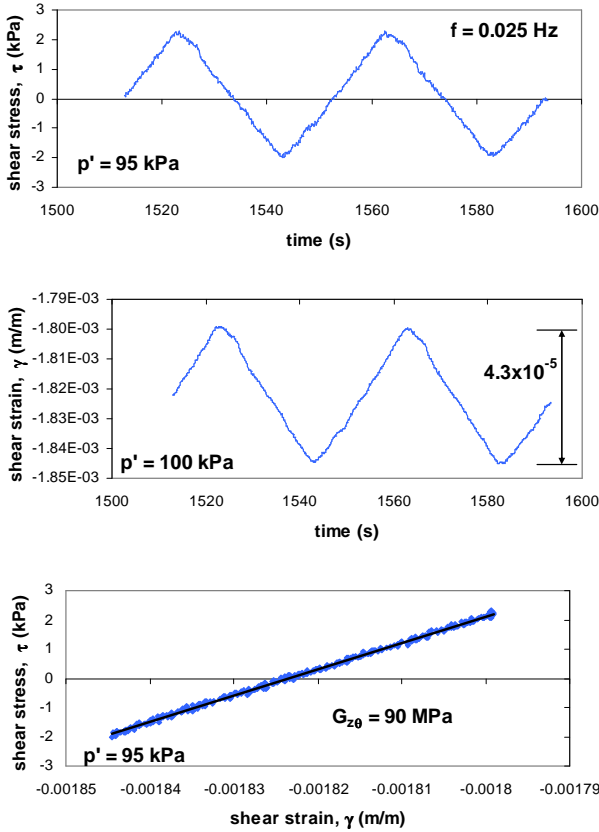 3
2
1
0
-1
-2
-3
shear stress, τ (kPa)
f = 0.025 Hz
p' = 95 kPa
1500 1520 1540 1560 1580 1600
time (s)
-1.79E-03
-1.80E-03
-1.81E-03
-1.82E-03
-1.83E-03
-1.84E-03
-1.85E-03
shear strain, γ (m/m)
4.3x10⁻⁵
p' = 100 kPa
1500 1520 1540 1560 1580 1600
time (s)
3
2
1
0
-1
-2
-3
shear stress, τ (kPa)
G_zθ = 90 MPa
p' = 95 kPa
-0.00185 -0.00184 -0.00183 -0.00182 -0.00181 -0.0018 -0.00179
shear strain, γ (m/m)